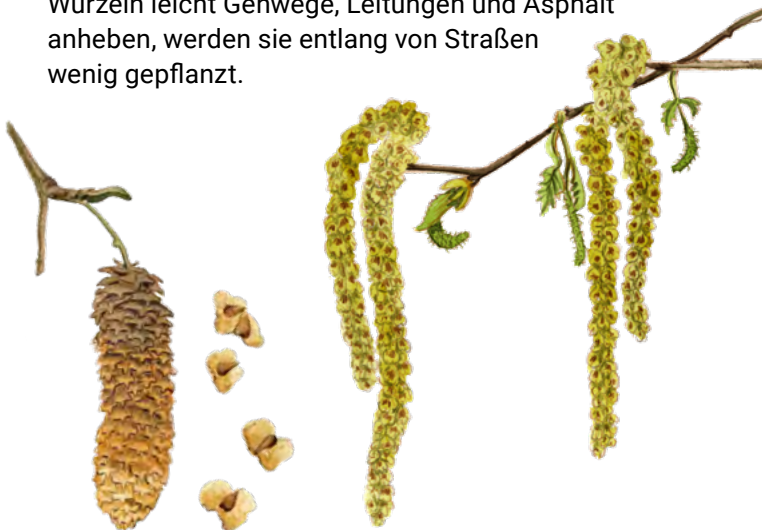 Wurzeln leicht Gehwege, Leitungen und Asphalt
anheben, werden sie entlang von Straßen
wenig gepflanzt.